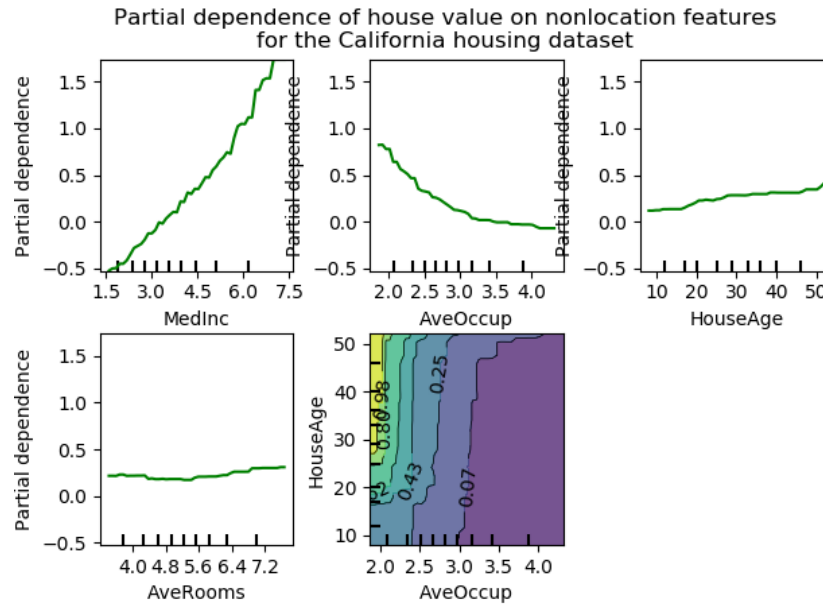 Partial dependence of house value on nonlocation features
for the California housing dataset
Partial dependence
1.5
1.0
0.5
0.0
−0.5
1.5 3.0 4.5 6.0 7.5
MedInc
Partial dependence
1.5
1.0
0.5
0.0
−0.5
2.0 2.5 3.0 3.5 4.0
AveOccup
Partial dependence
1.5
1.0
0.5
0.0
−0.5
10 20 30 40 50
HouseAge
Partial dependence
1.5
1.0
0.5
0.0
−0.5
4.0 4.8 5.6 6.4 7.2
AveRooms
HouseAge
50
40
30
20
10
0.98
0.80
0.25
0.43
0.07
2.0 2.5 3.0 3.5 4.0
AveOccup